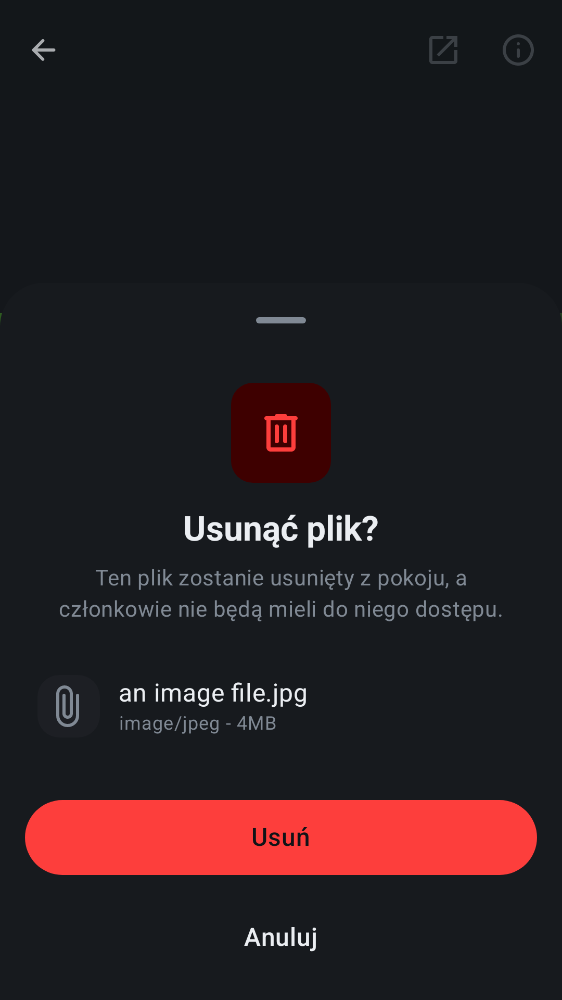 Usunąć plik?
Ten plik zostanie usunięty z pokoju, a
członkowie nie będą mieli do niego dostępu.
an image file.jpg
image/jpeg - 4MB
Usuń
Anuluj